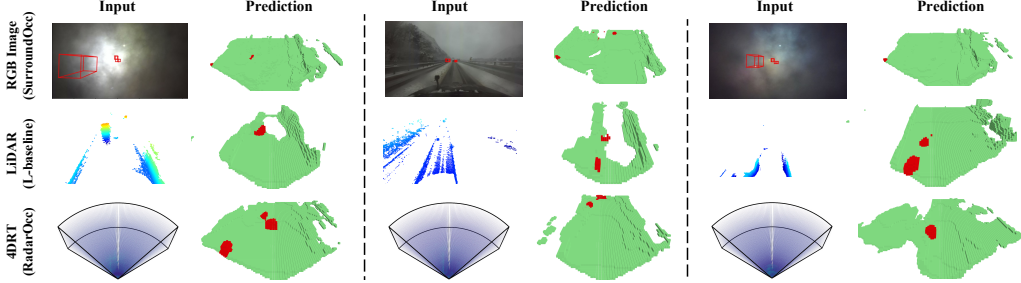 Input
Prediction
Input
Prediction
Input
Prediction
RGB Image
(SurroundOcc)
LiDAR
(L-baseline)
4DRT
(RadarOcc)